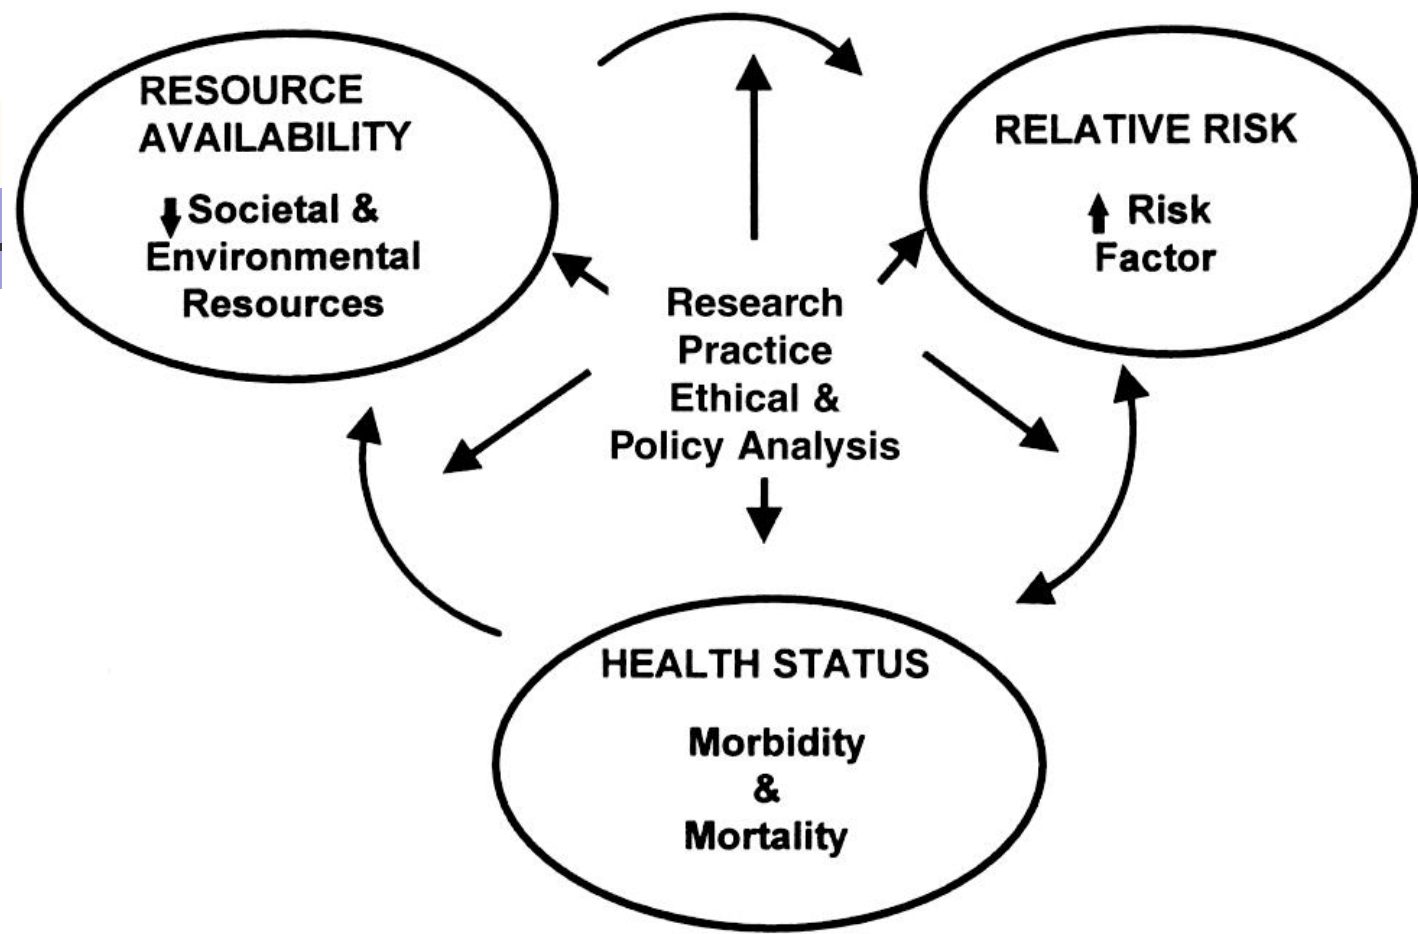 RESOURCE
AVAILABILITY
Societal &
Environmental
Resources
RELATIVE RISK
Risk
Factor
Research
Practice
Ethical &
Policy Analysis
HEALTH STATUS
Morbidity
&
Mortality